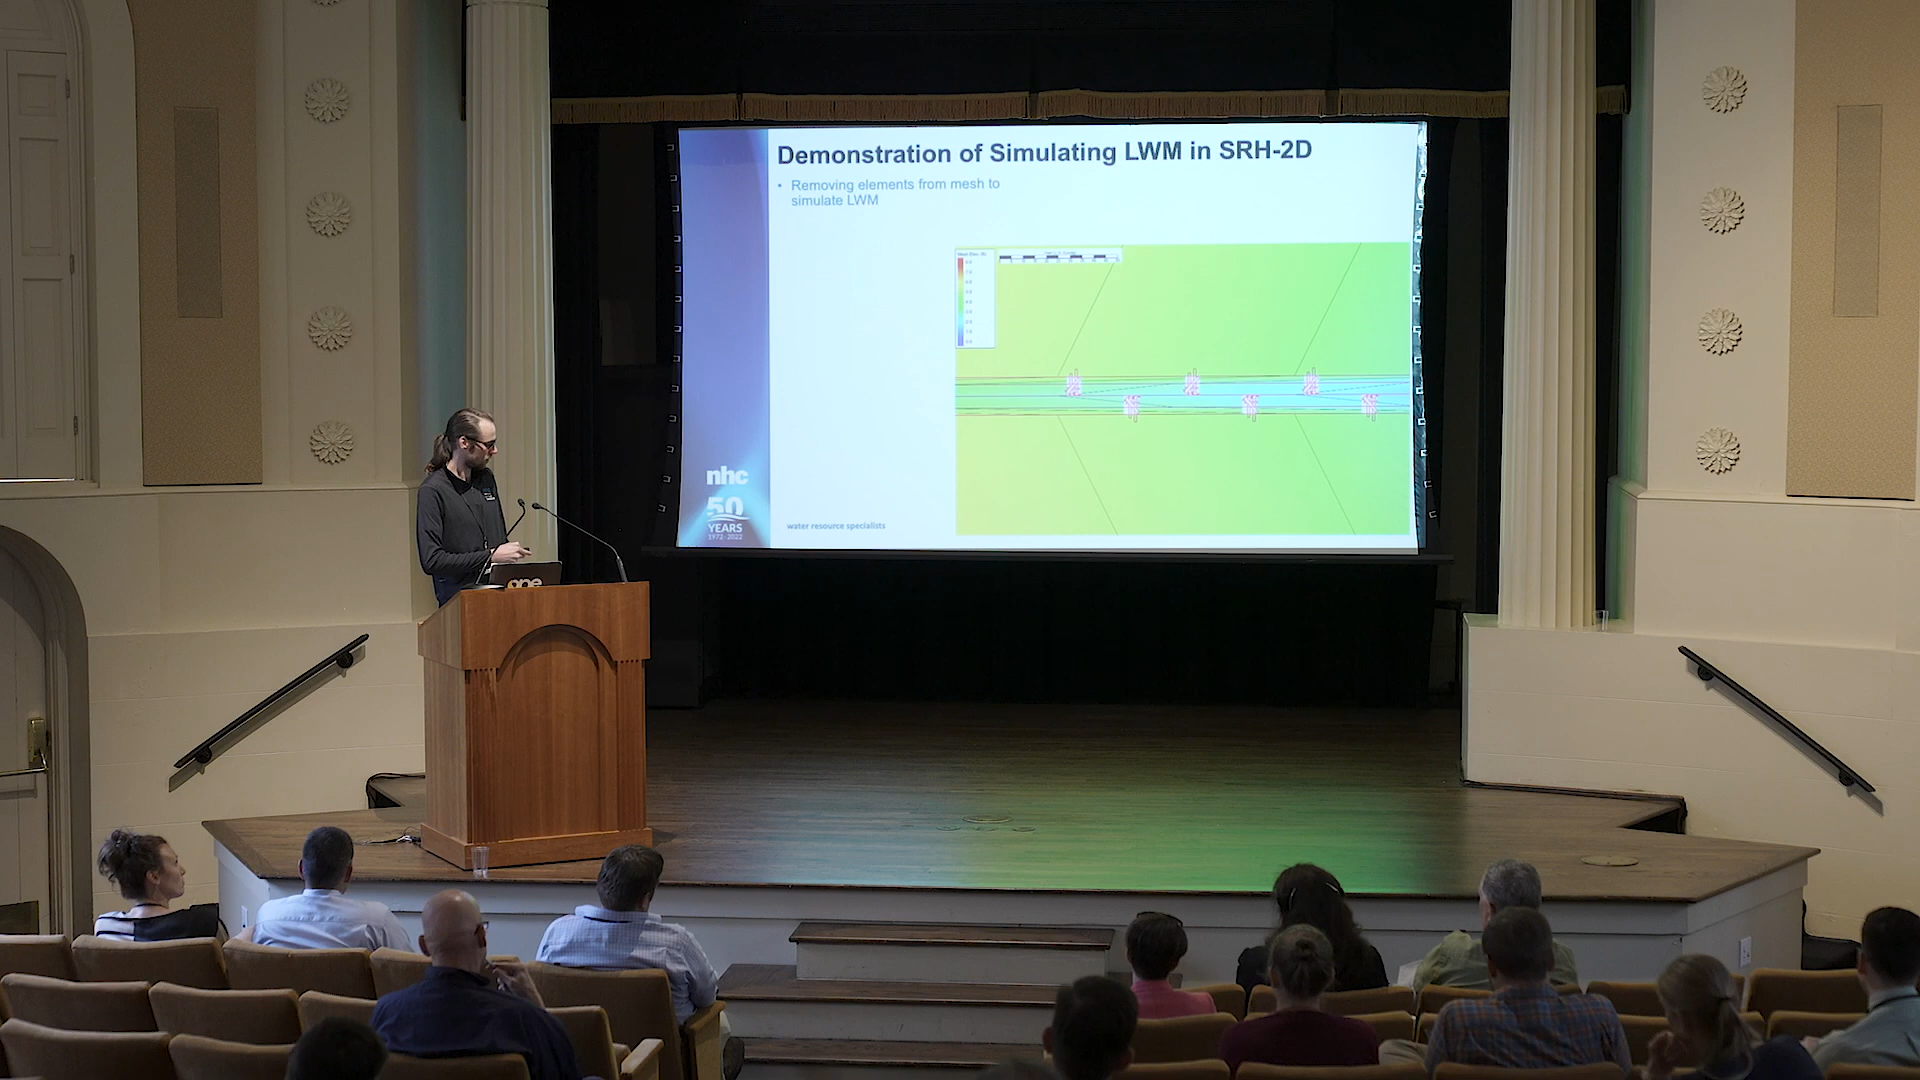 Demonstration of Simulating LWM in SRH-2D
• Removing elements from mesh to
simulate LWM
nhc
50
YEARS
1972-2022
water resource specialists